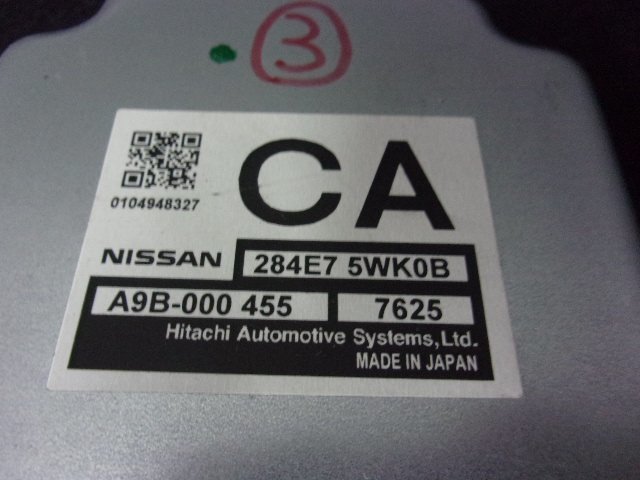 3
CA
0104948327
NISSAN 284E7 5WK0B
A9B-000 455 7625
Hitachi Automotive Systems,Ltd.
MADE IN JAPAN